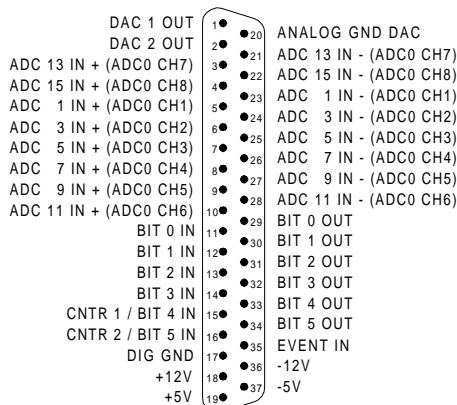 DAC 1 OUT 1
DAC 2 OUT 2
ADC 13 IN + (ADC0 CH7) 3
ADC 15 IN + (ADC0 CH8) 4
ADC 1 IN + (ADC0 CH1) 5
ADC 3 IN + (ADC0 CH2) 6
ADC 5 IN + (ADC0 CH3) 7
ADC 7 IN + (ADC0 CH4) 8
ADC 9 IN + (ADC0 CH5) 9
ADC 11 IN + (ADC0 CH6) 10
BIT 0 IN 11
BIT 1 IN 12
BIT 2 IN 13
BIT 3 IN 14
CNTR 1 / BIT 4 IN 15
CNTR 2 / BIT 5 IN 16
DIG GND 17
+12V 18
+5V 19
20 ANALOG GND DAC
21 ADC 13 IN - (ADC0 CH7)
22 ADC 15 IN - (ADC0 CH8)
23 ADC 1 IN - (ADC0 CH1)
24 ADC 3 IN - (ADC0 CH2)
25 ADC 5 IN - (ADC0 CH3)
26 ADC 7 IN - (ADC0 CH4)
27 ADC 9 IN - (ADC0 CH5)
28 ADC 11 IN - (ADC0 CH6)
29 BIT 0 OUT
30 BIT 1 OUT
31 BIT 2 OUT
32 BIT 3 OUT
33 BIT 4 OUT
34 BIT 5 OUT
35 EVENT IN
36 -12V
37 -5V